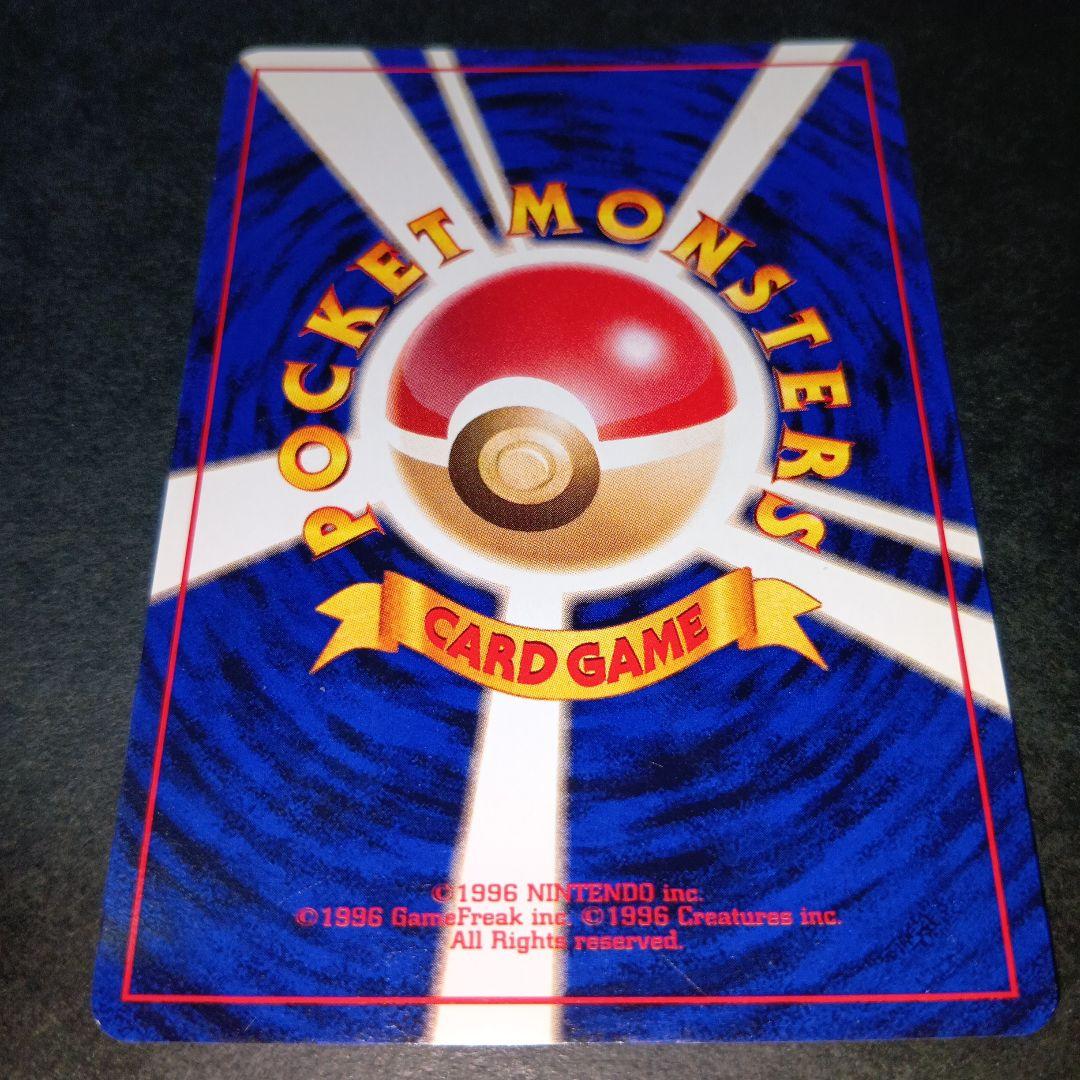 POCKET MONSTERS
CARD GAME
©1996 NINTENDO inc.
©1996 GameFreak inc. ©1996 Creatures inc.
All Rights reserved.